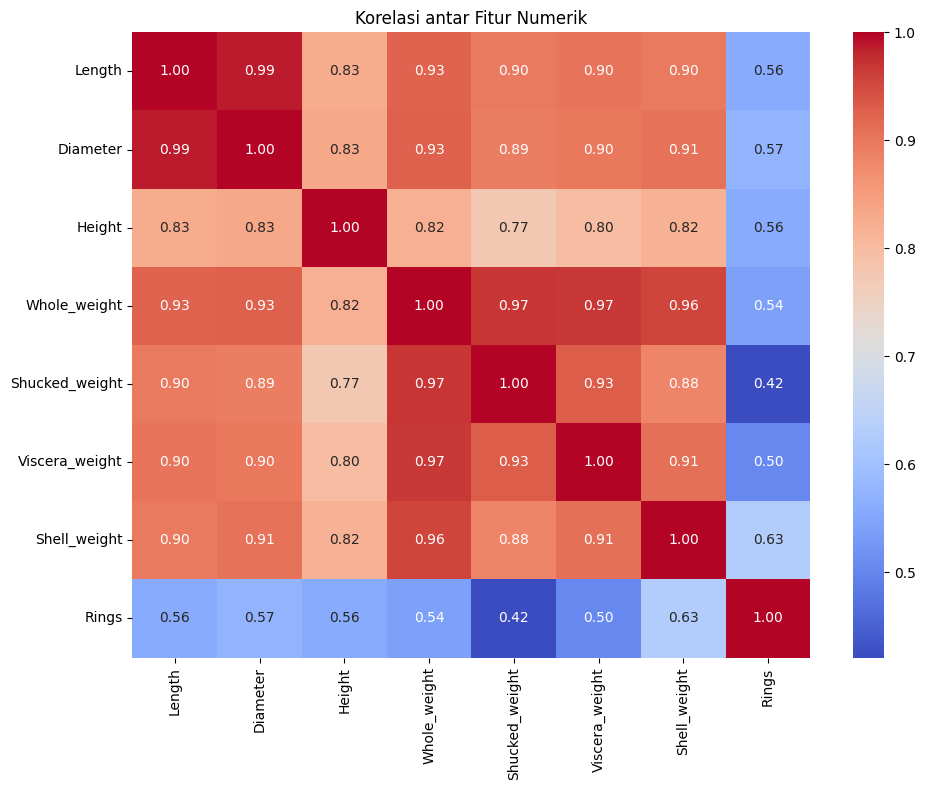 Korelasi antar Fitur Numerik
Length 1.00 0.99 0.83 0.93 0.90 0.90 0.90 0.56
Diameter 0.99 1.00 0.83 0.93 0.89 0.90 0.91 0.57
Height 0.83 0.83 1.00 0.82 0.77 0.80 0.82 0.56
Whole_weight 0.93 0.93 0.82 1.00 0.97 0.97 0.96 0.54
Shucked_weight 0.90 0.89 0.77 0.97 1.00 0.93 0.88 0.42
Viscera_weight 0.90 0.90 0.80 0.97 0.93 1.00 0.91 0.50
Shell_weight 0.90 0.91 0.82 0.96 0.88 0.91 1.00 0.63
Rings 0.56 0.57 0.56 0.54 0.42 0.50 0.63 1.00
Length
Diameter
Height
Whole_weight
Shucked_weight
Viscera_weight
Shell_weight
Rings
1.0
0.9
0.8
0.7
0.6
0.5